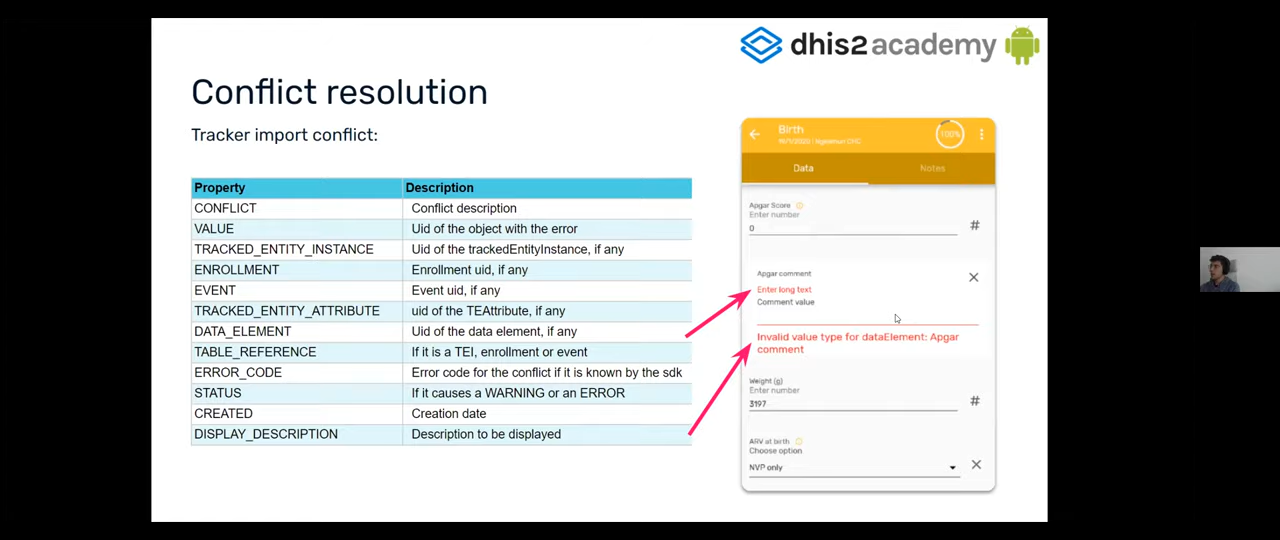 dhis2 academy
Conflict resolution
Tracker import conflict:
Property Description
CONFLICT Conflict description
VALUE Uid of the object with the error
TRACKED_ENTITY_INSTANCE Uid of the trackedEntityInstance, if any
ENROLLMENT Enrollment uid, if any
EVENT Event uid, if any
TRACKED_ENTITY_ATTRIBUTE uid of the TEAttribute, if any
DATA_ELEMENT Uid of the data element, if any
TABLE_REFERENCE If it is a TEI, enrollment or event
ERROR_CODE Error code for the conflict if it is known by the sdk
STATUS If it causes a WARNING or an ERROR
CREATED Creation date
DISPLAY_DESCRIPTION Description to be displayed
Birth
100%
Data Notes
Apgar Score
Enter number
0
Apgar comment
Enter long text
Comment value
Invalid value type for dataElement: Apgar
comment
Weight (g)
Enter number
3197
ARV at birth
Choose option
NVP only